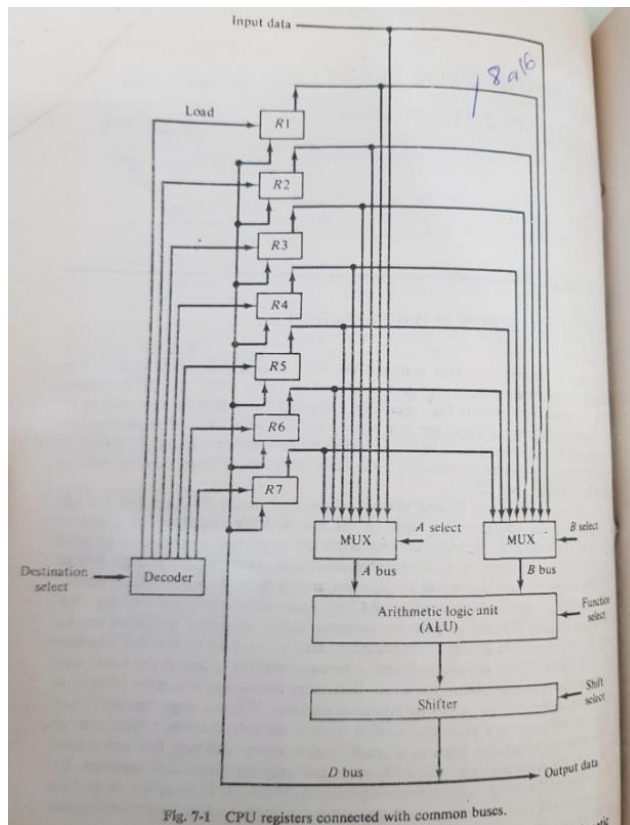 Input data
8 a 16
Load
R1
R2
R3
R4
R5
R6
R7
A select
B select
MUX
MUX
A bus
B bus
Destination select
Decoder
Arithmetic logic unit
(ALU)
Function select
Shifter
Shift select
D bus
Output data
Fig. 7-1 CPU registers connected with common buses.